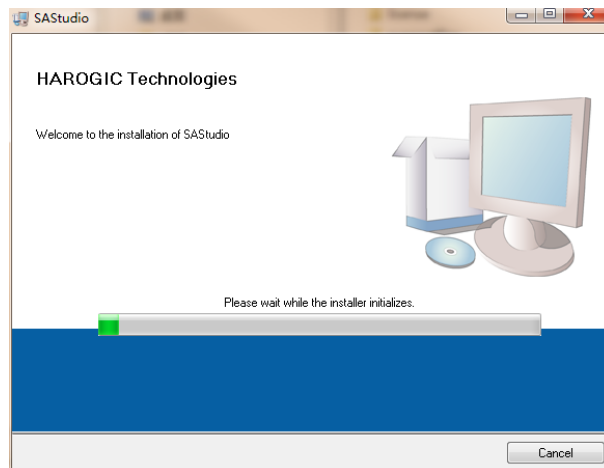 SAStudio
HAROGIC Technologies
Welcome to the installation of SAStudio
Please wait while the installer initializes.
Cancel